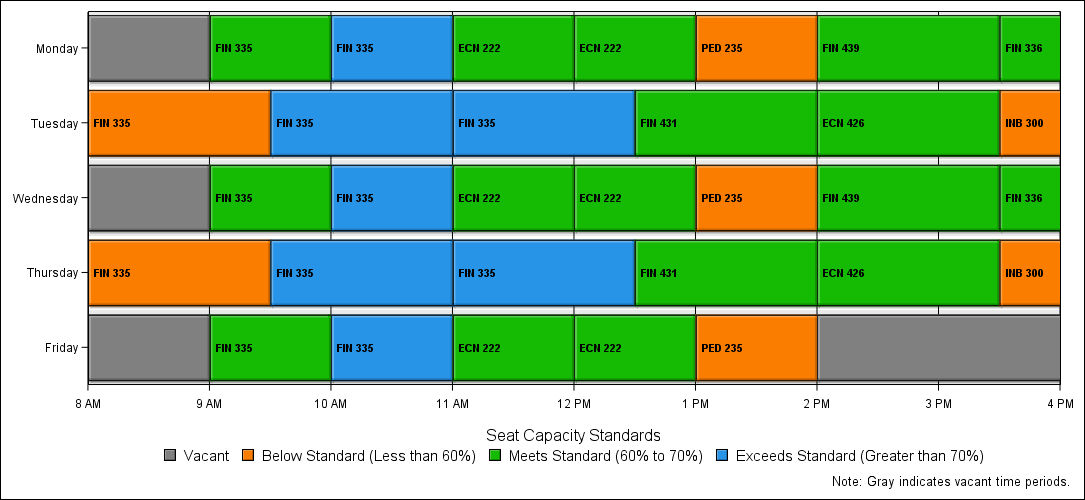 Monday FIN 335 FIN 335 ECN 222 ECN 222 PED 235 FIN 439 FIN 336
Tuesday FIN 335 FIN 335 FIN 335 FIN 431 ECN 426 INB 300
Wednesday FIN 335 FIN 335 ECN 222 ECN 222 PED 235 FIN 439 FIN 336
Thursday FIN 335 FIN 335 FIN 335 FIN 431 ECN 426 INB 300
Friday FIN 335 FIN 335 ECN 222 ECN 222 PED 235
8 AM 9 AM 10 AM 11 AM 12 PM 1 PM 2 PM 3 PM 4 PM
Seat Capacity Standards
Vacant Below Standard (Less than 60%) Meets Standard (60% to 70%) Exceeds Standard (Greater than 70%)
Note: Gray indicates vacant time periods.